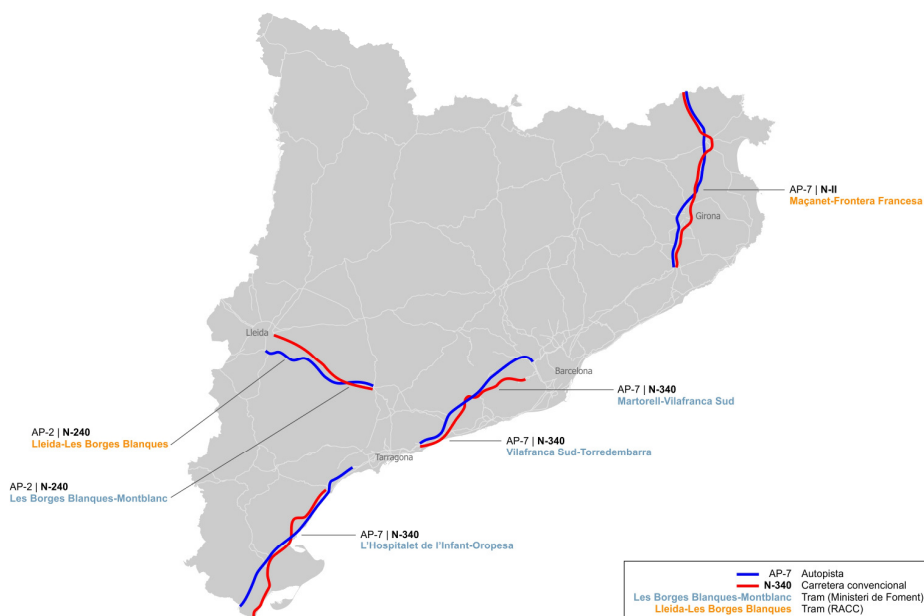 AP-7 | N-II
Maçanet-Frontera Francesa
Girona
Lleida
Barcelona
AP-7 | N-340
Martorell-Vilafranca Sud
AP-2 | N-240
Lleida-Les Borges Blanques
AP-7 | N-340
Vilafranca Sud-Torredembarra
Tarragona
AP-2 | N-240
Les Borges Blanques-Montblanc
AP-7 | N-340
L'Hospitalet de l'Infant-Oropesa
AP-7 Autopista
N-340 Carretera convencional
Les Borges Blanques-Montblanc Tram (Ministeri de Foment)
Lleida-Les Borges Blanques Tram (RACC)